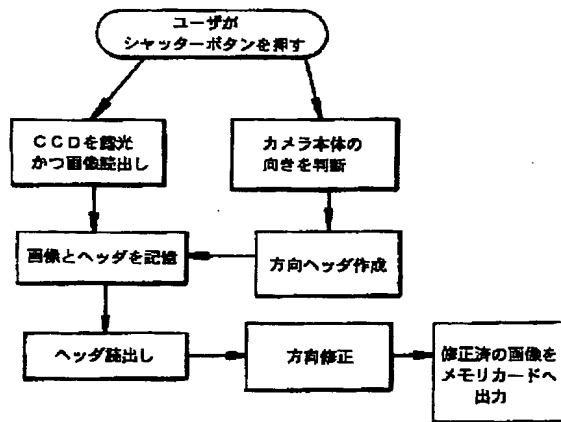 ユーザが
シャッターボタンを押す
CCDを露光
かつ画像読出し
カメラ本体の
向きを判断
画像とヘッダを記憶
方向ヘッダ作成
ヘッダ読出し
方向修正
修正済の画像を
メモリカードへ
出力